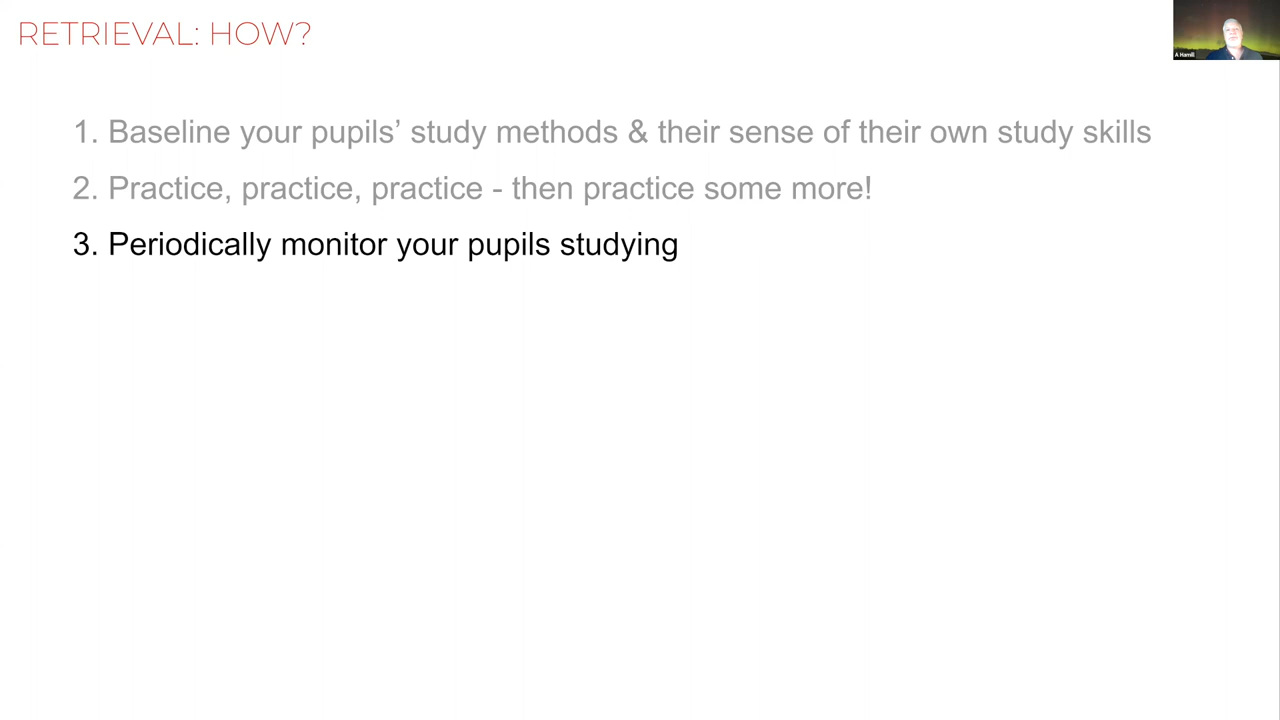 RETRIEVAL: HOW?
A Hamill
1. Baseline your pupils’ study methods & their sense of their own study skills
2. Practice, practice, practice - then practice some more!
3. Periodically monitor your pupils studying